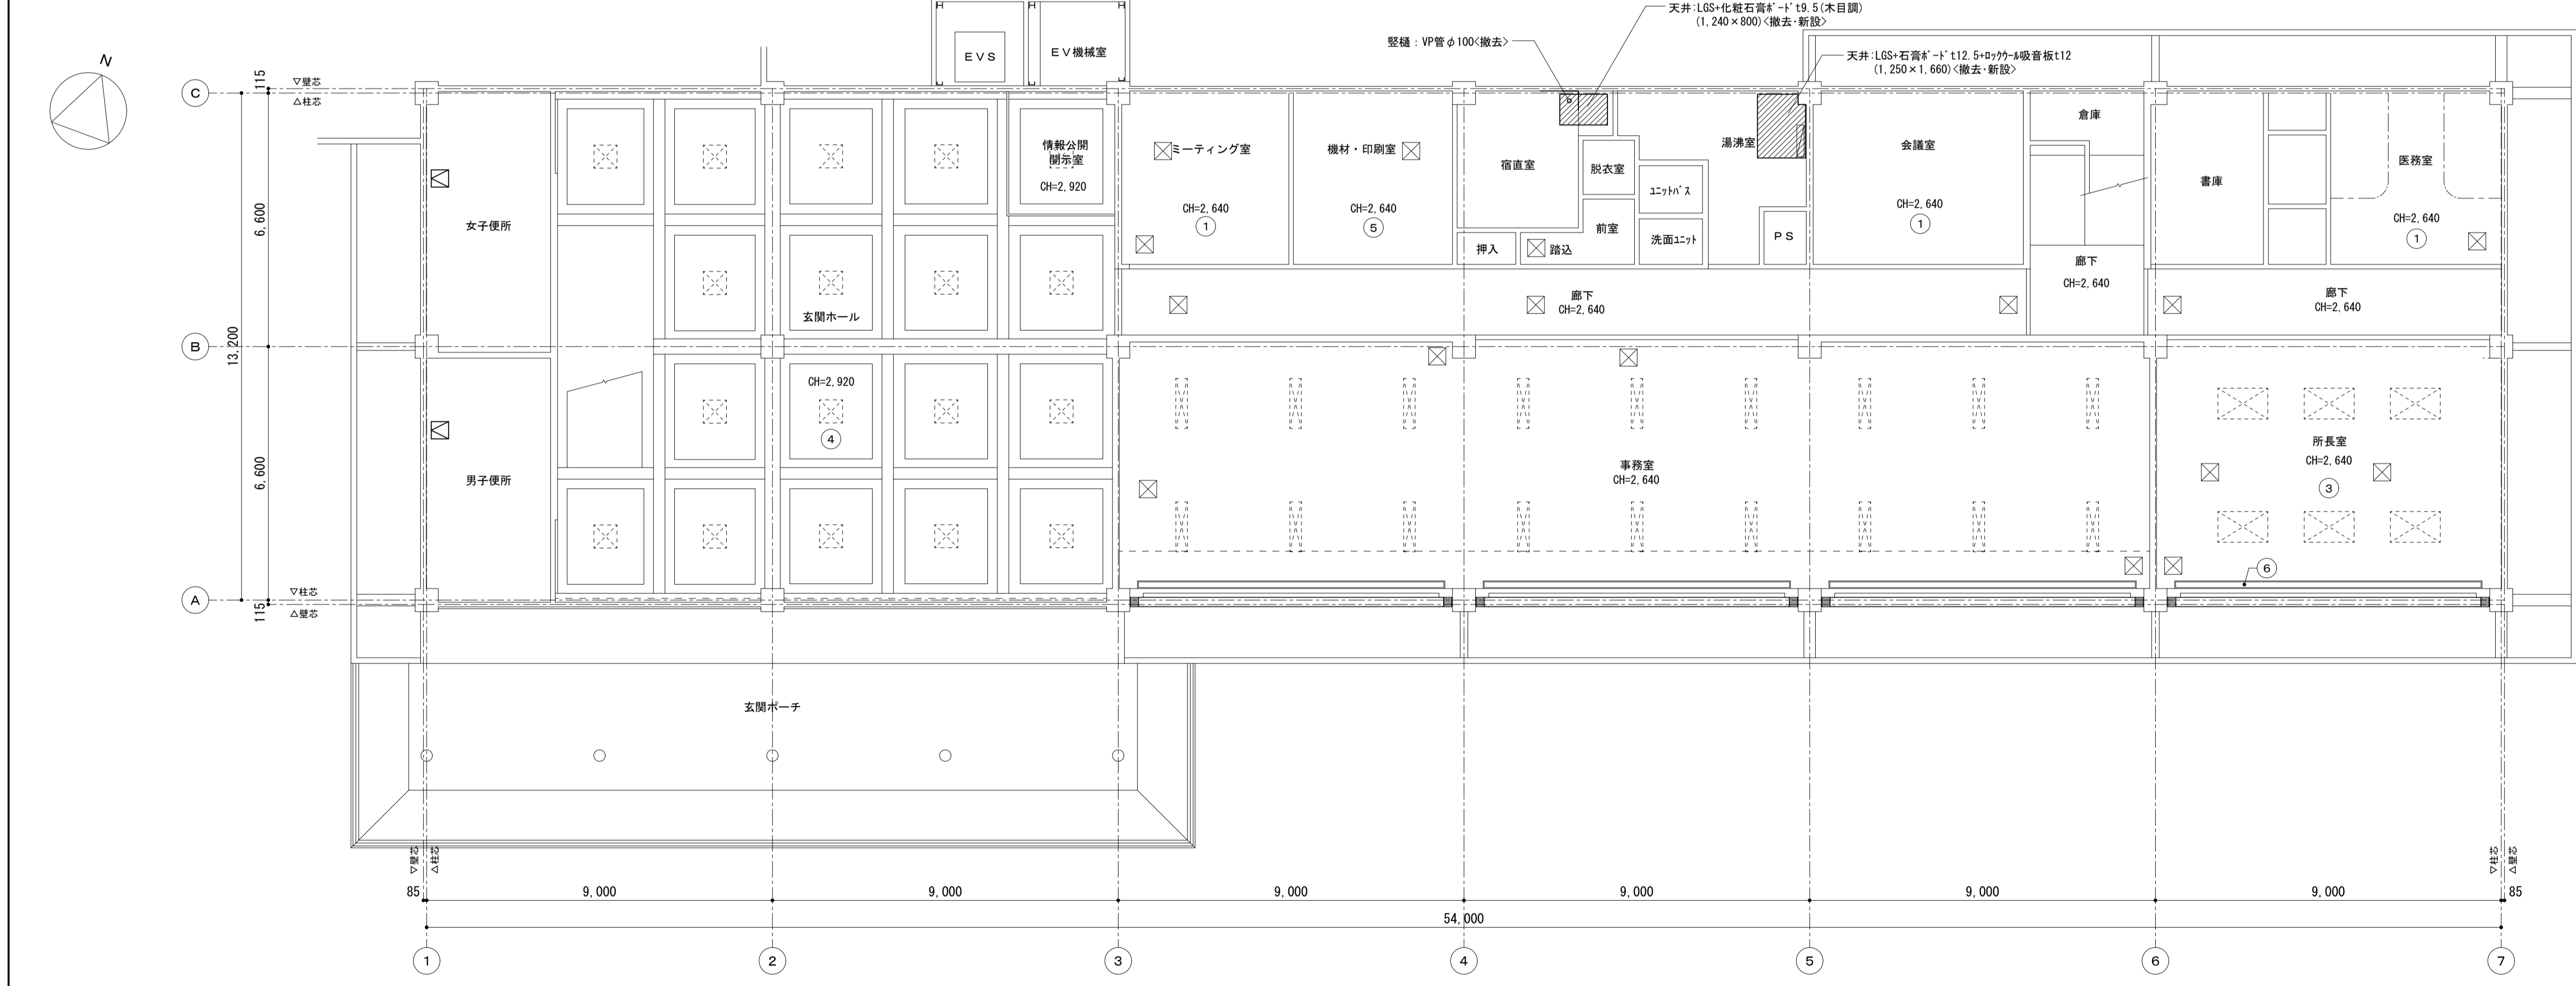 天井:LGS+化粧石膏ﾎﾞｰﾄﾞt9.5(木目調)
(1,240×800)<撤去・新設>
竪樋：VP管φ100<撤去>
天井:LGS+石膏ﾎﾞｰﾄﾞt12.5+ﾛｯｸｳｰﾙ吸音板t12
(1,250×1,660)<撤去・新設>
N
EVS
EV機械室
C
115
▽壁芯
△柱芯
情報公開
開示室
CH=2,920
ミーティング室
CH=2,640
1
機材・印刷室
CH=2,640
5
宿直室
脱衣室
ﾕﾆｯﾄﾊﾞｽ
湯沸室
会議室
CH=2,640
1
倉庫
書庫
医務室
CH=2,640
1
女子便所
6,600
押入
踏込
前室
洗面ﾕﾆｯﾄ
PS
廊下
CH=2,640
廊下
CH=2,640
廊下
CH=2,640
玄関ホール
B
13,200
CH=2,920
4
6,600
男子便所
事務室
CH=2,640
所長室
CH=2,640
3
6
A
▽柱芯
△壁芯
115
玄関ポーチ
▽壁芯
△柱芯
▽柱芯
△壁芯
85
9,000
9,000
9,000
9,000
9,000
9,000
85
54,000
1
2
3
4
5
6
7